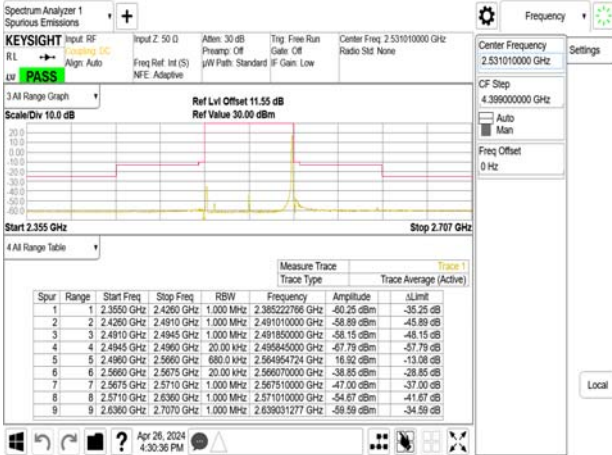 Spectrum Analyzer 1
Spurious Emissions
+
Frequency
KEYSIGHT Input: RF Input Z: 50 Ω Atten: 30 dB Trig: Free Run Center Freq: 2.531010000 GHz
RL Coupling: DC Preamp: Off Gate: Off Radio Std: None
Align: Auto Freq Ref: Int (S) µW Path: Standard IF Gain: Low
LW PASS NFE: Adaptive
3 All Range Graph
Ref Lvl Offset 11.55 dB
Scale/Div 10.0 dB Ref Value 30.00 dBm
20.0
10.0
0.00
-10.0
-20.0
-30.0
-40.0
-50.0
-60.0
Start 2.355 GHz Stop 2.707 GHz
4 All Range Table
Measure Trace Trace 1
Trace Type Trace Average (Active)
Spur Range Start Freq Stop Freq RBW Frequency Amplitude ΔLimit
1 1 2.3550 GHz 2.4260 GHz 1.000 MHz 2.385222766 GHz -60.25 dBm -35.25 dB
2 2 2.4260 GHz 2.4910 GHz 1.000 MHz 2.491010000 GHz -58.89 dBm -45.89 dB
3 3 2.4910 GHz 2.4945 GHz 1.000 MHz 2.491850000 GHz -58.15 dBm -48.15 dB
4 4 2.4945 GHz 2.4960 GHz 20.00 kHz 2.495845000 GHz -67.79 dBm -57.79 dB
5 5 2.4960 GHz 2.5660 GHz 680.0 kHz 2.564954724 GHz 16.92 dBm -13.08 dB
6 6 2.5660 GHz 2.5675 GHz 20.00 kHz 2.566070000 GHz -38.85 dBm -28.85 dB
7 7 2.5675 GHz 2.5710 GHz 1.000 MHz 2.567510000 GHz -47.00 dBm -37.00 dB
8 8 2.5710 GHz 2.6360 GHz 1.000 MHz 2.571010000 GHz -54.67 dBm -41.67 dB
9 9 2.6360 GHz 2.7070 GHz 1.000 MHz 2.639031277 GHz -59.59 dBm -34.59 dB
Center Frequency
2.531010000 GHz
Settings
CF Step
4.399000000 GHz
Auto
Man
Freq Offset
0 Hz
Local
?
Apr 26, 2024
4:30:36 PM